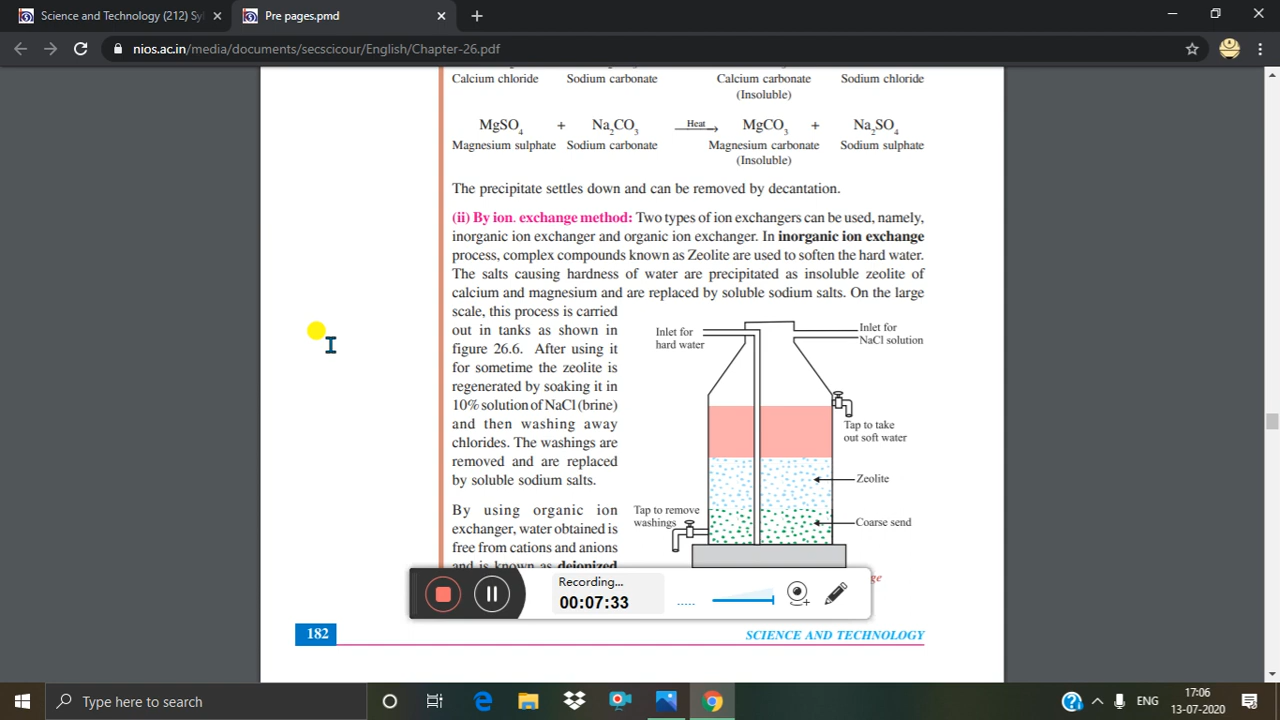 Science and Technology (212) Syl
Pre pages.pmd
nios.ac.in/media/documents/secscicour/English/Chapter-26.pdf
Calcium chloride Sodium carbonate Calcium carbonate Sodium chloride
(Insoluble)
MgSO4 + Na2CO3 Heat → MgCO3 + Na2SO4
Magnesium sulphate Sodium carbonate Magnesium carbonate Sodium sulphate
(Insoluble)
The precipitate settles down and can be removed by decantation.
(ii) By ion. exchange method: Two types of ion exchangers can be used, namely,
inorganic ion exchanger and organic ion exchanger. In inorganic ion exchange
process, complex compounds known as Zeolite are used to soften the hard water.
The salts causing hardness of water are precipitated as insoluble zeolite of
calcium and magnesium and are replaced by soluble sodium salts. On the large
scale, this process is carried
out in tanks as shown in
figure 26.6. After using it
for sometime the zeolite is
regenerated by soaking it in
10% solution of NaCl (brine)
and then washing away
chlorides. The washings are
removed and are replaced
by soluble sodium salts.
By using organic ion
exchanger, water obtained is
free from cations and anions
and is known as deionized
Inlet for
hard water
Inlet for
NaCl solution
Tap to take
out soft water
Zeolite
Tap to remove
washings
Coarse send
Recording...
00:07:33
182
SCIENCE AND TECHNOLOGY
Type here to search
ENG
17:06
13-07-2020